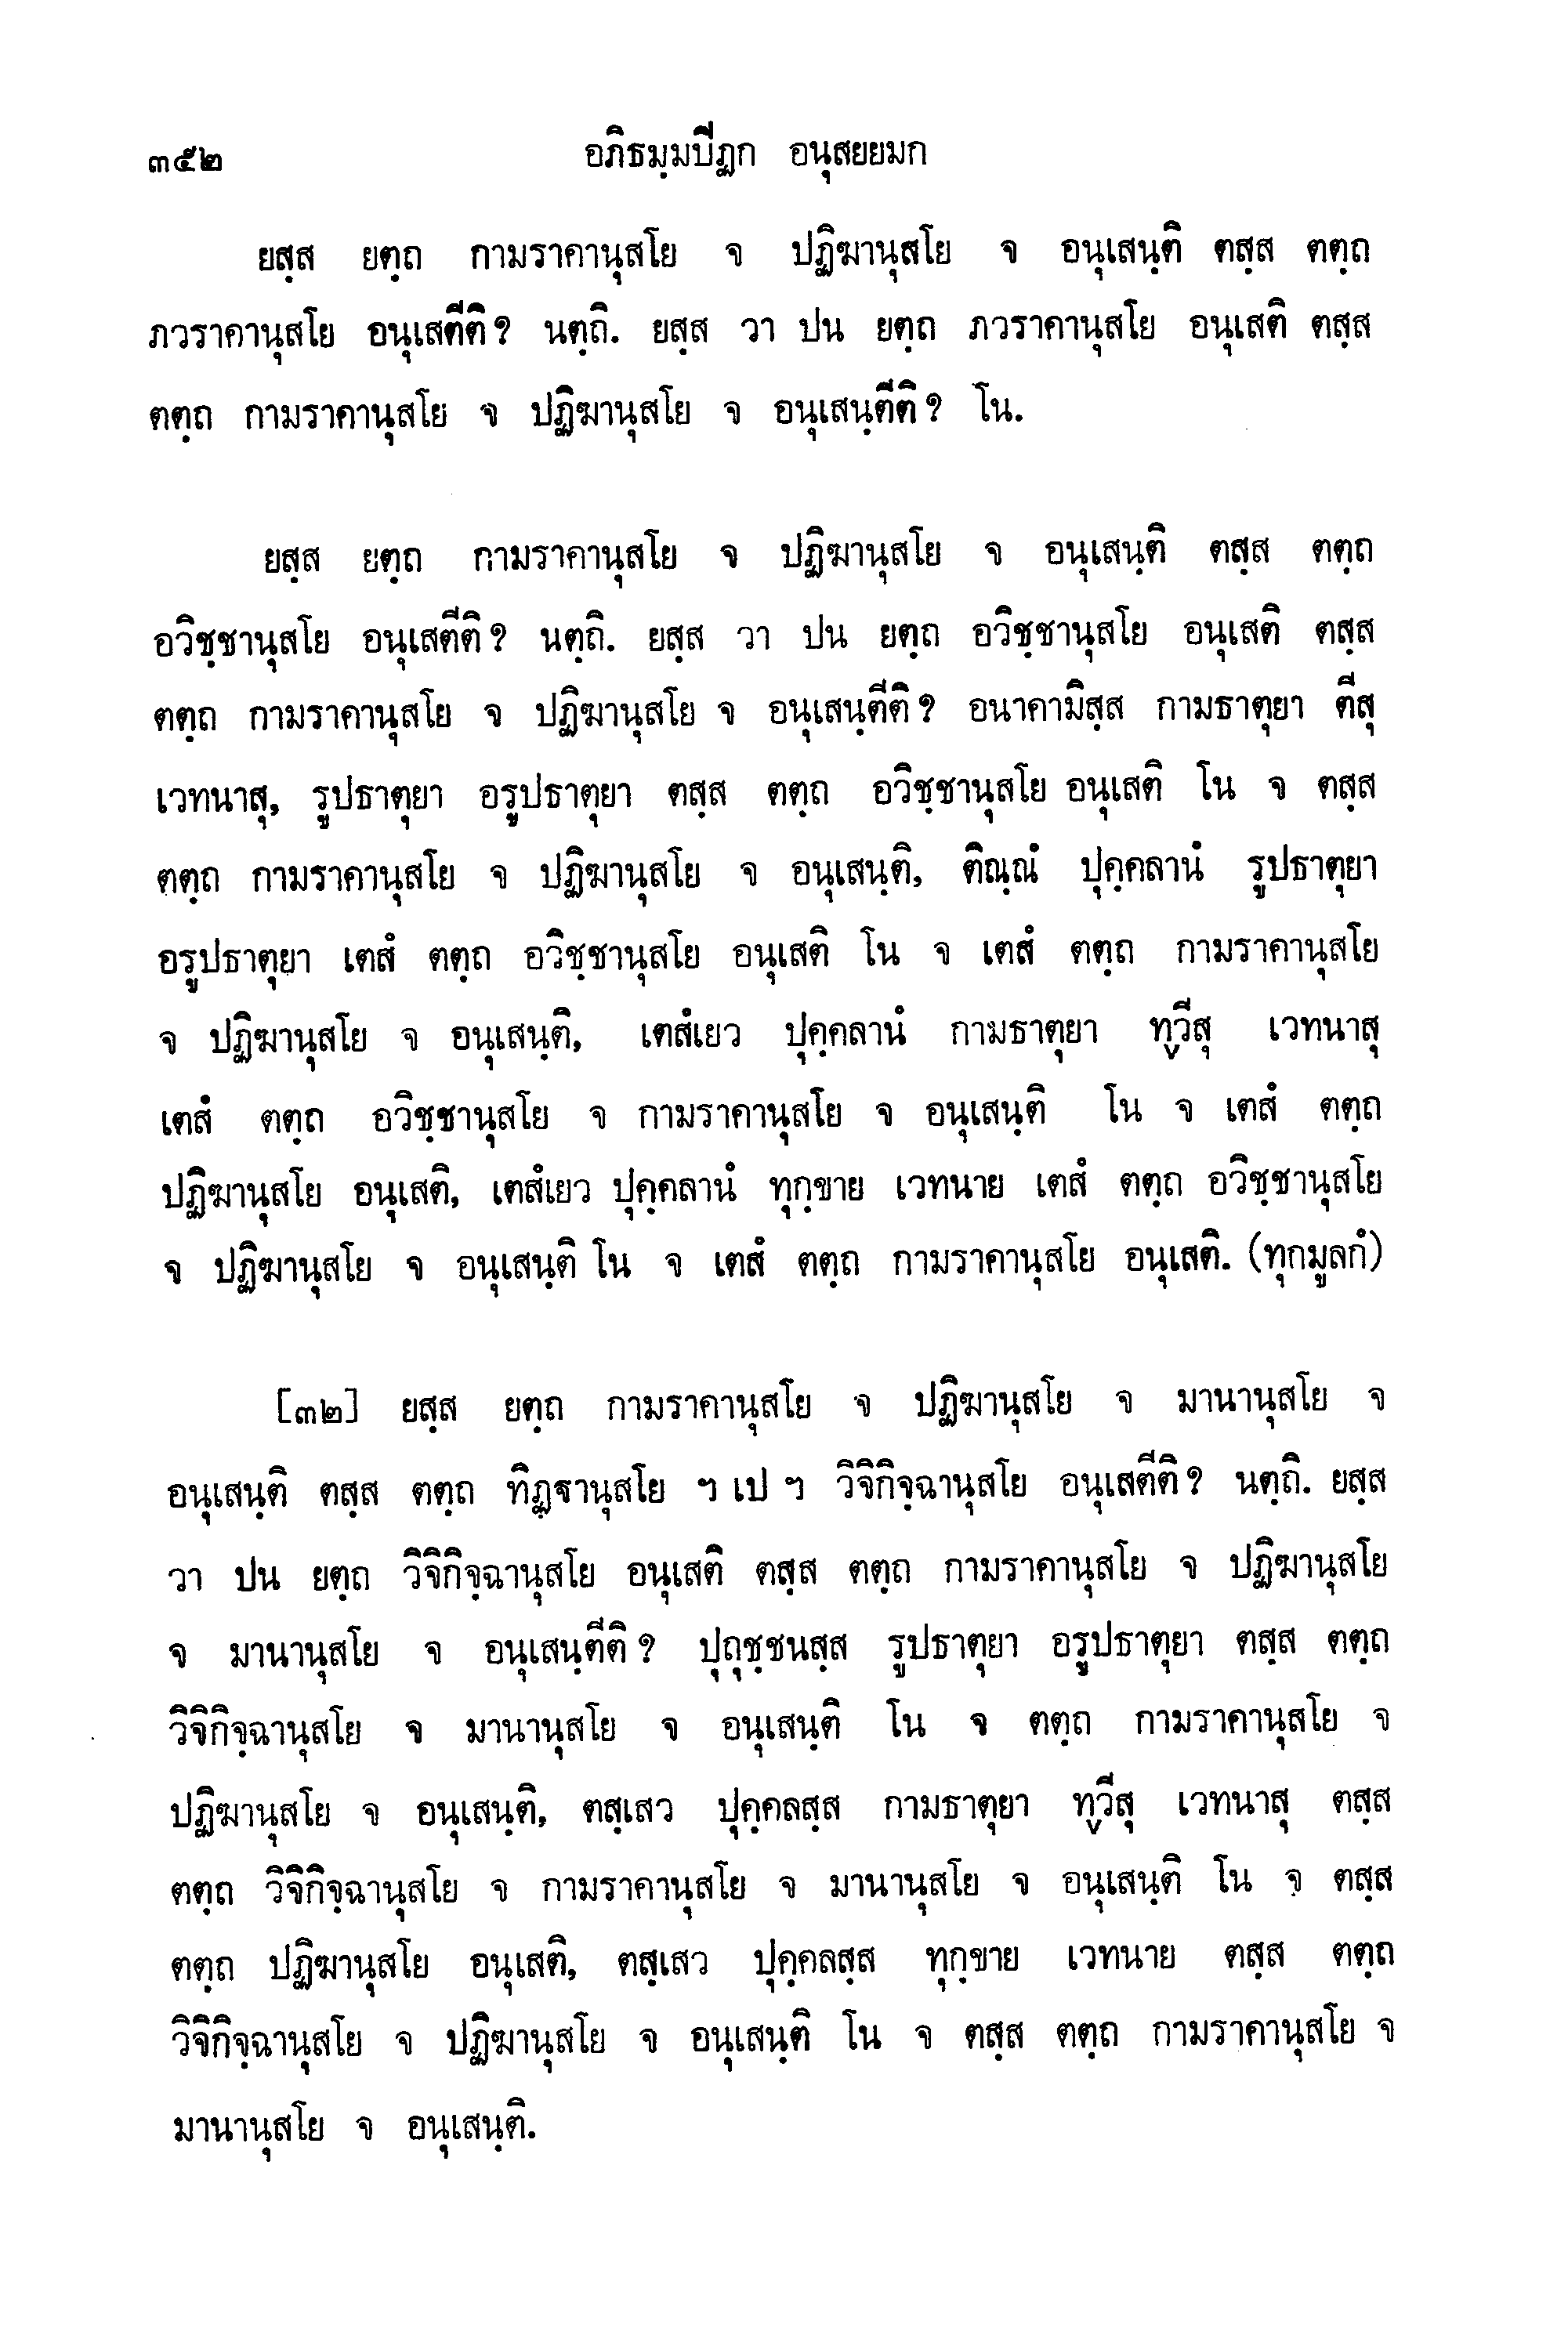 ๓๕๒ อภิธมฺมปีฏก อนุสยยมก
ยสฺส ยตฺถ กามราคานุสโย จ ปฏิฆานุสโย จ อนุเสนฺติ ตสฺส ตตฺถ
ภวราคานุสโย อนุเสตีติ? นตฺถิ. ยสฺส วา ปน ยตฺถ ภวราคานุสโย อนุเสติ ตสฺส
ตตฺถ กามราคานุสโย จ ปฏิฆานุสโย จ อนุเสนฺตีติ? โน.
ยสฺส ยตฺถ กามราคานุสโย จ ปฏิฆานุสโย จ อนุเสนฺติ ตสฺส ตตฺถ
อวิชฺชานุสโย อนุเสตีติ? นตฺถิ. ยสฺส วา ปน ยตฺถ อวิชฺชานุสโย อนุเสติ ตสฺส
ตตฺถ กามราคานุสโย จ ปฏิฆานุสโย จ อนุเสนฺตีติ? อนาคามิสฺส กามธาตุยา ตีสุ
เวทนาสุ, รูปธาตุยา อรูปธาตุยา ตสฺส ตตฺถ อวิชฺชานุสโย อนุเสติ โน จ ตสฺส
ตตฺถ กามราคานุสโย จ ปฏิฆานุสโย จ อนุเสนฺติ, ติณฺณํ ปุคฺคลานํ รูปธาตุยา
อรูปธาตุยา เตสํ ตตฺถ อวิชฺชานุสโย อนุเสติ โน จ เตสํ ตตฺถ กามราคานุสโย
จ ปฏิฆานุสโย จ อนุเสนฺติ, เตสํเยว ปุคฺคลานํ กามธาตุยา ทฺวีสุ เวทนาสุ
เตสํ ตตฺถ อวิชฺชานุสโย จ กามราคานุสโย จ อนุเสนฺติ โน จ เตสํ ตตฺถ
ปฏิฆานุสโย อนุเสติ, เตสํเยว ปุคฺคลานํ ทุกฺขาย เวทนาย เตสํ ตตฺถ อวิชฺชานุสโย
จ ปฏิฆานุสโย จ อนุเสนฺติ โน จ เตสํ ตตฺถ กามราคานุสโย อนุเสติ. (ทุกมูลกํ)
[๓๒] ยสฺส ยตฺถ กามราคานุสโย จ ปฏิฆานุสโย จ มานานุสโย จ
อนุเสนฺติ ตสฺส ตตฺถ ทิฏฺฐานุสโย ฯ เป ฯ วิจิกิจฺฉานุสโย อนุเสตีติ? นตฺถิ. ยสฺส
วา ปน ยตฺถ วิจิกิจฺฉานุสโย อนุเสติ ตสฺส ตตฺถ กามราคานุสโย จ ปฏิฆานุสโย
จ มานานุสโย จ อนุเสนฺตีติ? ปุถุชฺชนสฺส รูปธาตุยา อรูปธาตุยา ตสฺส ตตฺถ
วิจิกิจฺฉานุสโย จ มานานุสโย จ อนุเสนฺติ โน จ ตตฺถ กามราคานุสโย จ
ปฏิฆานุสโย จ อนุเสนฺติ, ตสฺเสว ปุคฺคลสฺส กามธาตุยา ทฺวีสุ เวทนาสุ ตสฺส
ตตฺถ วิจิกิจฺฉานุสโย จ กามราคานุสโย จ มานานุสโย จ อนุเสนฺติ โน จ ตสฺส
ตตฺถ ปฏิฆานุสโย อนุเสติ, ตสฺเสว ปุคฺคลสฺส ทุกฺขาย เวทนาย ตสฺส ตตฺถ
วิจิกิจฺฉานุสโย จ ปฏิฆานุสโย จ อนุเสนฺติ โน จ ตสฺส ตตฺถ กามราคานุสโย จ
มานานุสโย จ อนุเสนฺติ.